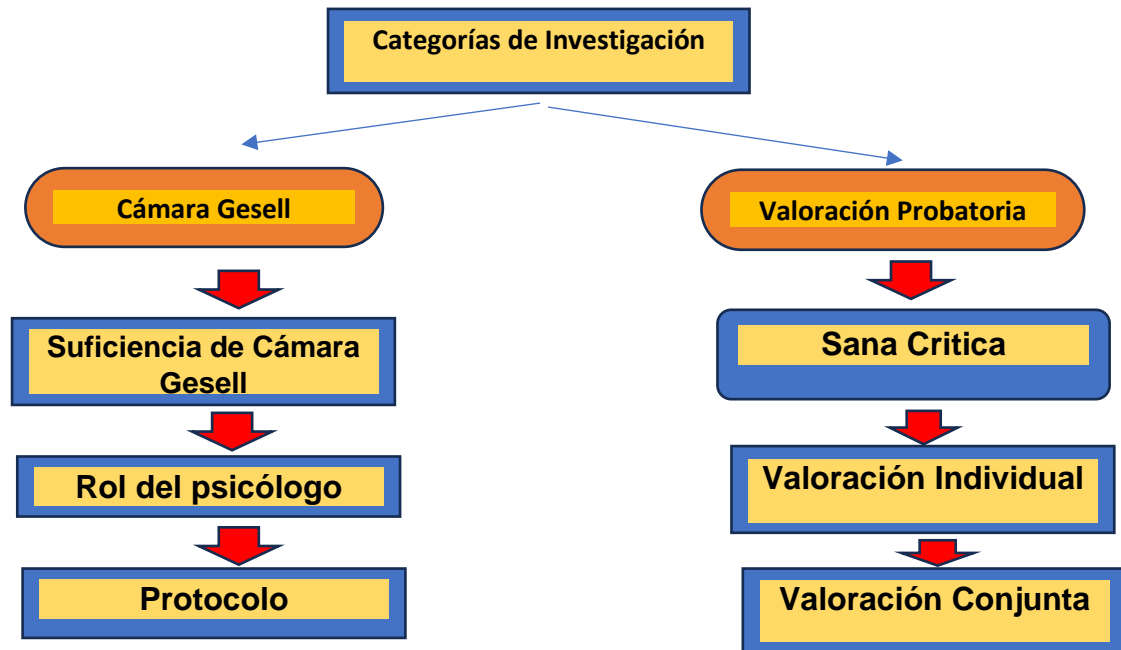 Categorías de Investigación
Cámara Gesell
Valoración Probatoria
Suficiencia de Cámara
Gesell
Sana Critica
Rol del psicólogo
Valoración Individual
Protocolo
Valoración Conjunta